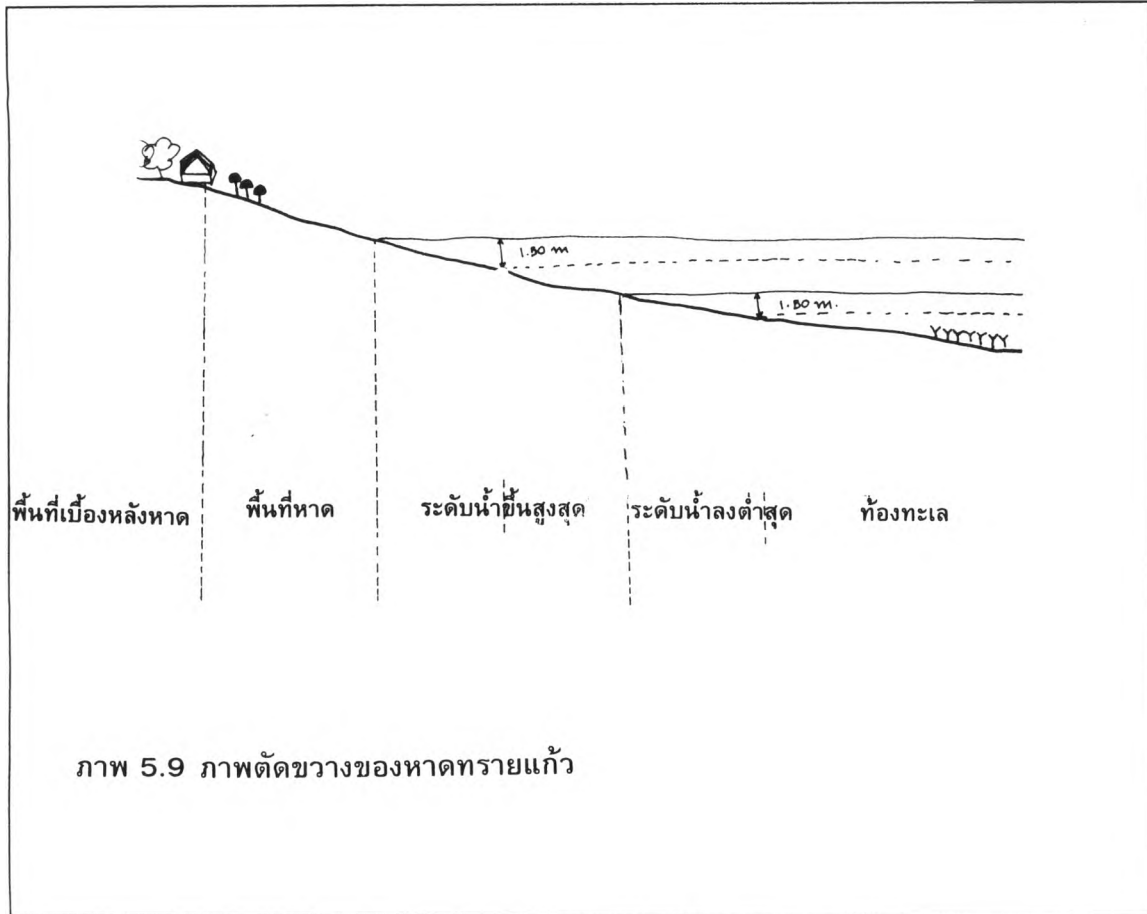 1.50 m
1.50 m.
พื้นที่เบื้องหลังหาด พื้นที่หาด ระดับน้ำขึ้นสูงสุด ระดับน้ำลงต่ำสุด ท้องทะเล
ภาพ 5.9 ภาพตัดขวางของหาดทรายแก้ว